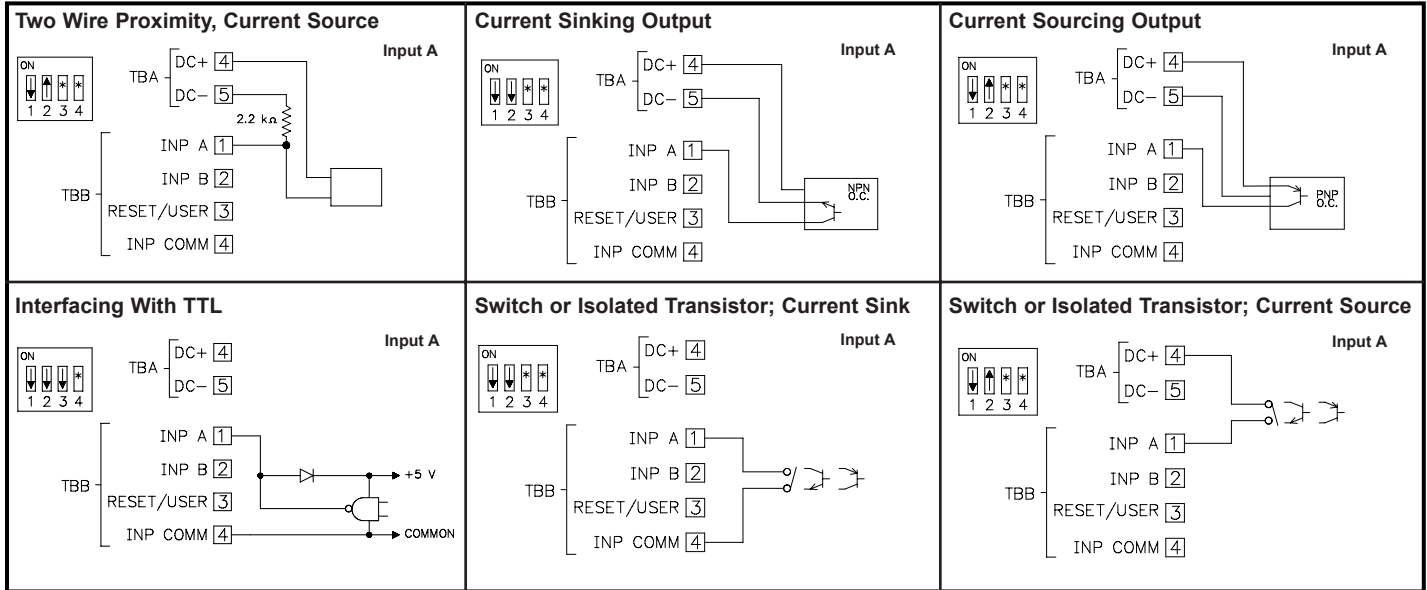 Two Wire Proximity, Current Source
Input A
ON
1 2 3 4
* *
TBA
DC+ 4
DC− 5
2.2 kΩ
INP A 1
INP B 2
TBB
RESET/USER 3
INP COMM 4
Current Sinking Output
Input A
ON
* *
1 2 3 4
TBA
DC+ 4
DC− 5
INP A 1
INP B 2
NPN
O.C.
TBB
RESET/USER 3
INP COMM 4
Current Sourcing Output
Input A
ON
* *
1 2 3 4
TBA
DC+ 4
DC− 5
INP A 1
INP B 2
PNP
O.C.
TBB
RESET/USER 3
INP COMM 4
Interfacing With TTL
Input A
ON
*
1 2 3 4
TBA
DC+ 4
DC− 5
INP A 1
INP B 2
+5 V
TBB
RESET/USER 3
INP COMM 4
COMMON
Switch or Isolated Transistor; Current Sink
Input A
ON
* *
1 2 3 4
TBA
DC+ 4
DC− 5
INP A 1
INP B 2
TBB
RESET/USER 3
INP COMM 4
Switch or Isolated Transistor; Current Source
Input A
ON
* *
1 2 3 4
TBA
DC+ 4
DC− 5
INP A 1
INP B 2
TBB
RESET/USER 3
INP COMM 4